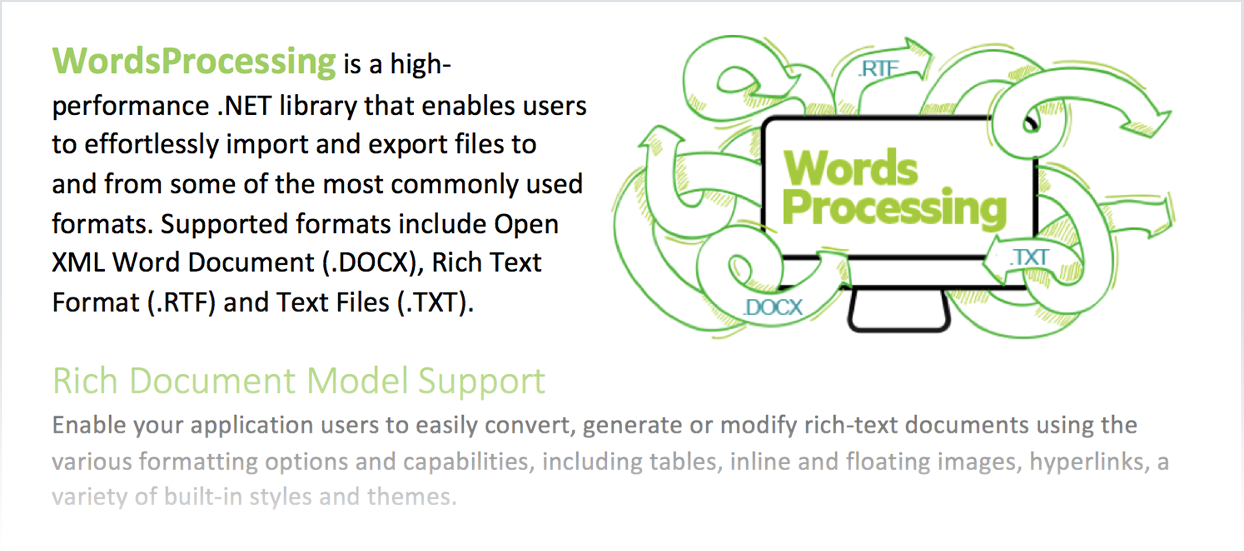 WordsProcessing is a high-
performance .NET library that enables users
to effortlessly import and export files to
and from some of the most commonly used
formats. Supported formats include Open
XML Word Document (.DOCX), Rich Text
Format (.RTF) and Text Files (.TXT).
.RTF
Words
Processing
.TXT
.DOCX
Rich Document Model Support
Enable your application users to easily convert, generate or modify rich-text documents using the
various formatting options and capabilities, including tables, inline and floating images, hyperlinks, a
variety of built-in styles and themes.